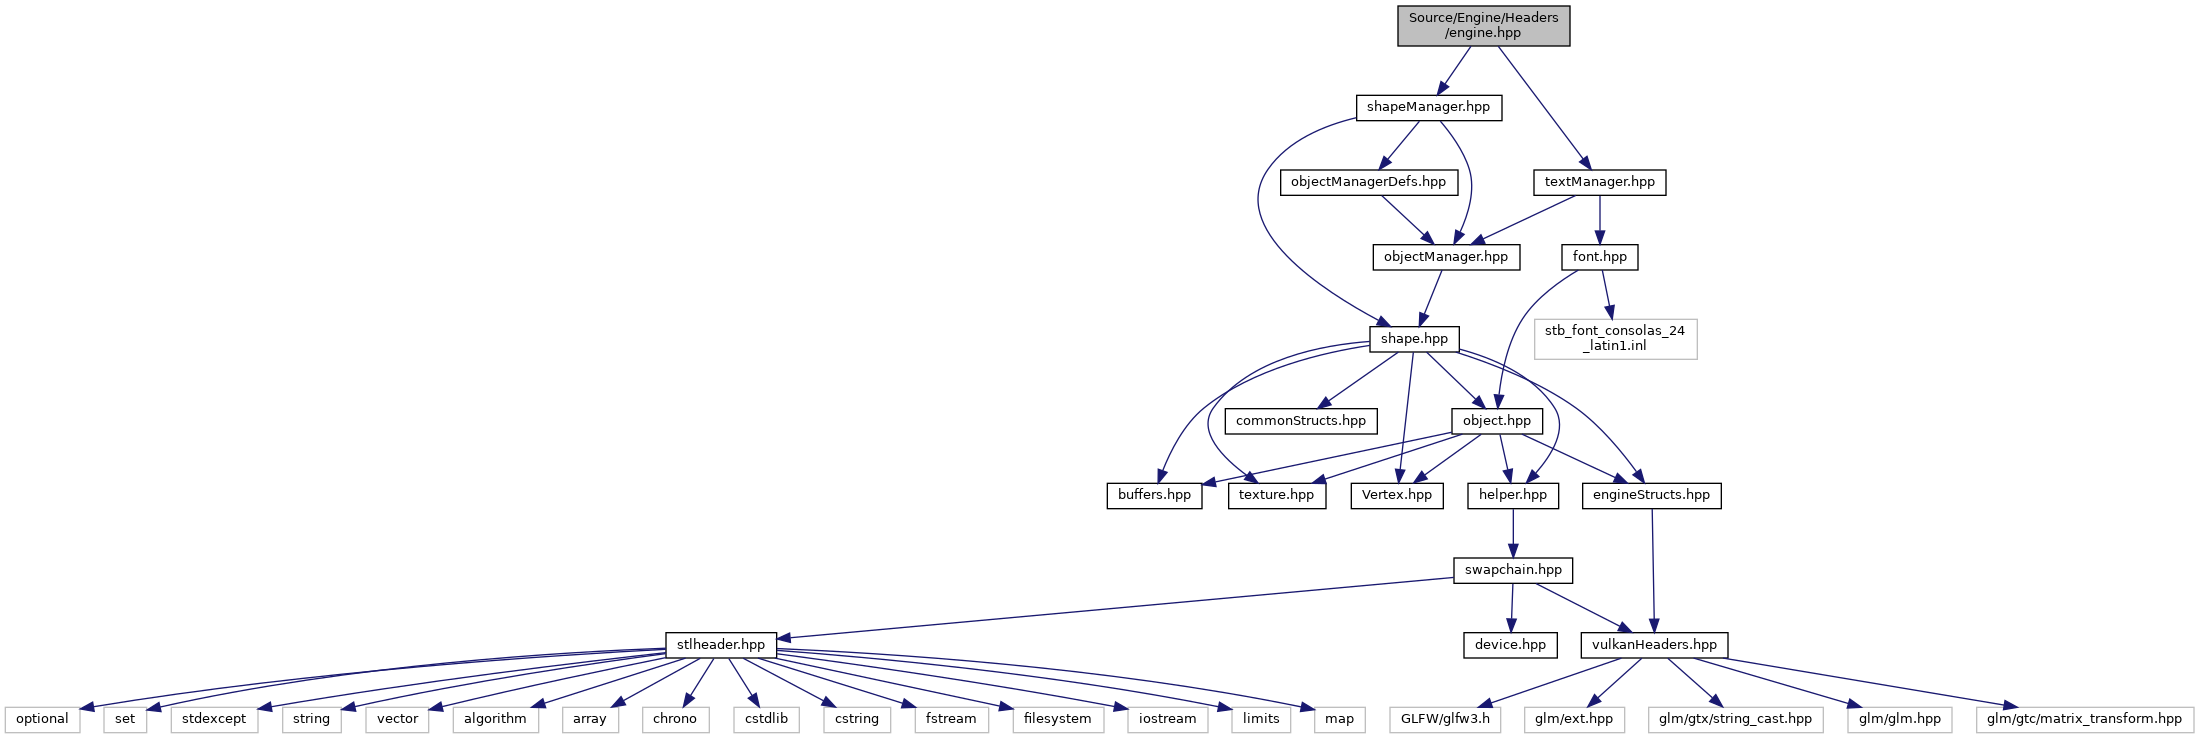 Source/Engine/Headers
/engine.hpp
shapeManager.hpp
objectManagerDefs.hpp
textManager.hpp
objectManager.hpp
font.hpp
shape.hpp
stb_font_consolas_24
_latin1.inl
commonStructs.hpp
object.hpp
buffers.hpp
texture.hpp
Vertex.hpp
helper.hpp
engineStructs.hpp
swapchain.hpp
stlheader.hpp
device.hpp
vulkanHeaders.hpp
optional
set
stdexcept
string
vector
algorithm
array
chrono
cstdlib
cstring
fstream
filesystem
iostream
limits
map
GLFW/glfw3.h
glm/ext.hpp
glm/gtx/string_cast.hpp
glm/glm.hpp
glm/gtc/matrix_transform.hpp